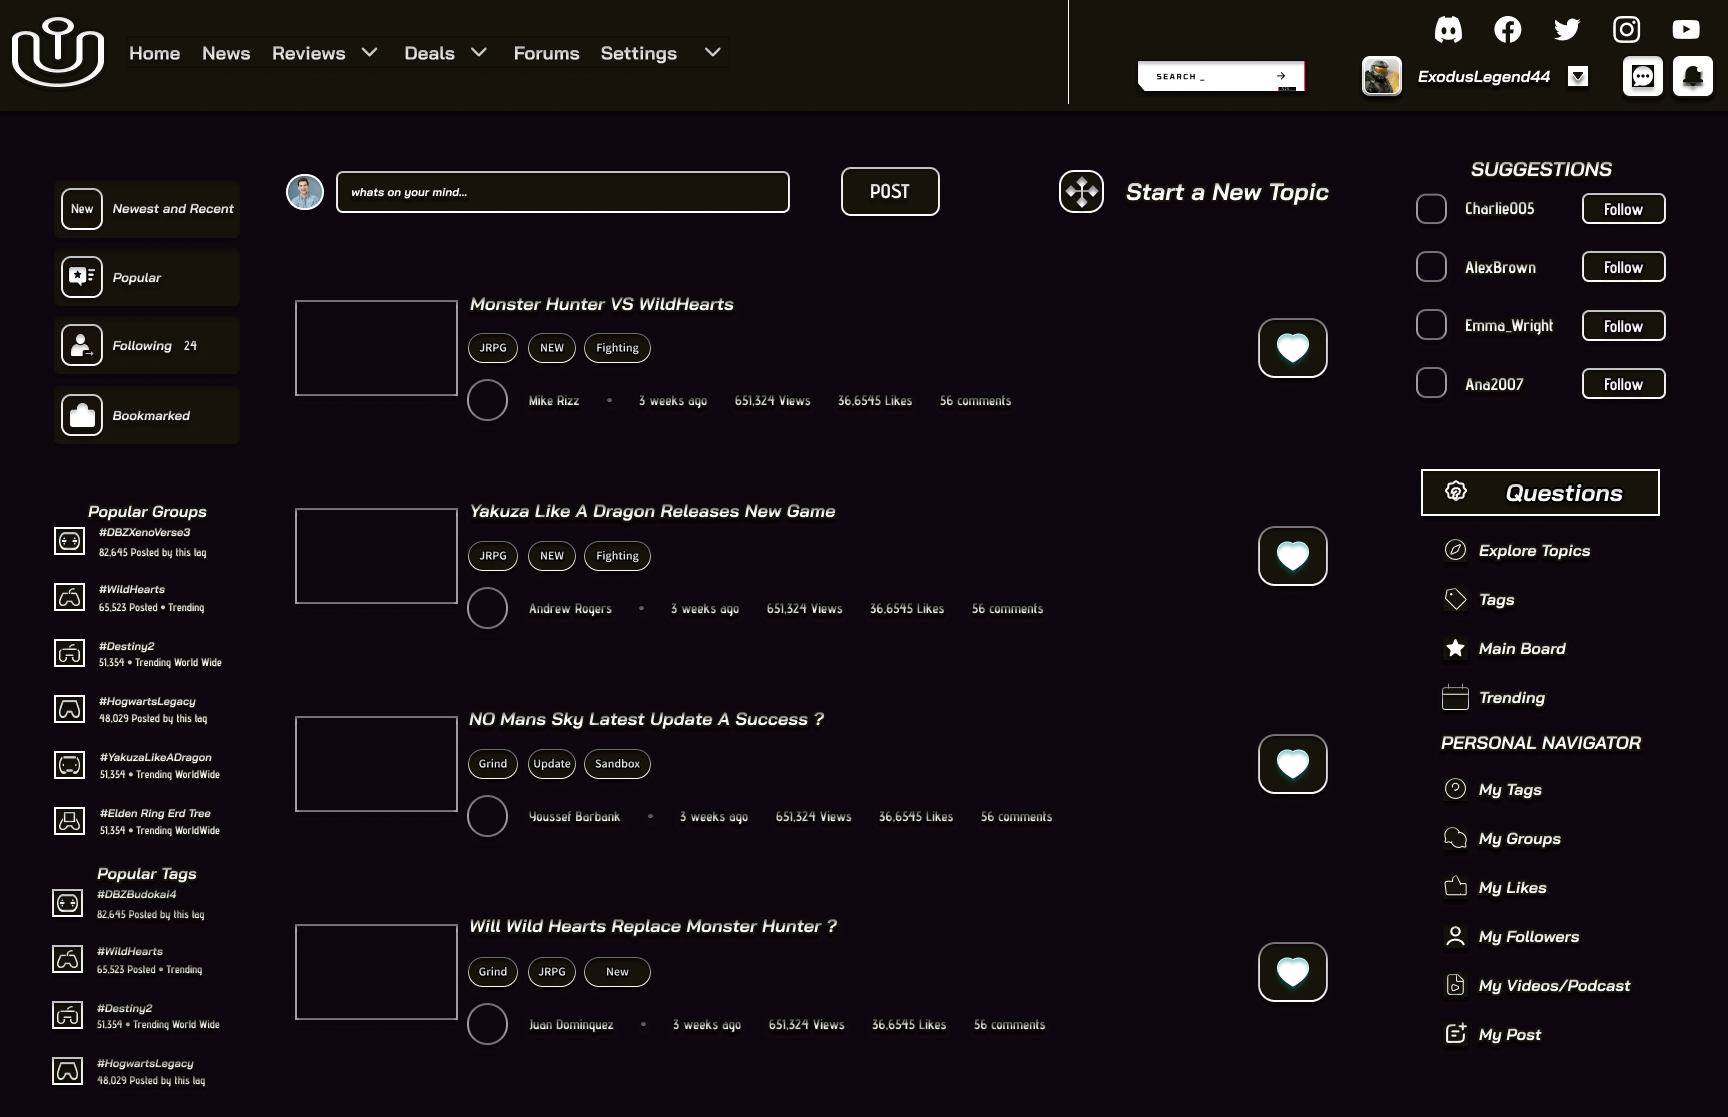 Home News Reviews Deals Forums Settings
SEARCH _
ExodusLegend44
New Newest and Recent
Popular
Following 24
Bookmarked
Popular Groups
#DBZXenoVerse3
82,645 Posted by this tag
#WildHearts
65,523 Posted • Trending
#Destiny2
51,354 • Trending World Wide
#HogwartsLegacy
48,029 Posted by this tag
#YakuzaLikeADragon
51,354 • Trending WorldWide
#Elden Ring Erd Tree
51,354 • Trending WorldWide
Popular Tags
#DBZBudokai4
82,645 Posted by this tag
#WildHearts
65,523 Posted • Trending
#Destiny2
51,354 • Trending World Wide
#HogwartsLegacy
48,029 Posted by this tag
whats on your mind...
POST
Start a New Topic
Monster Hunter VS WildHearts
JRPG NEW Fighting
Mike Rizz • 3 weeks ago 651,324 Views 36,6545 Likes 56 comments
Yakuza Like A Dragon Releases New Game
JRPG NEW Fighting
Andrew Rogers • 3 weeks ago 651,324 Views 36,6545 Likes 56 comments
NO Mans Sky Latest Update A Success ?
Grind Update Sandbox
Youssef Barbank • 3 weeks ago 651,324 Views 36,6545 Likes 56 comments
Will Wild Hearts Replace Monster Hunter ?
Grind JRPG New
Juan Dominquez • 3 weeks ago 651,324 Views 36,6545 Likes 56 comments
SUGGESTIONS
Charlie005 Follow
AlexBrown Follow
Emma_Wright Follow
Ana2007 Follow
Questions
Explore Topics
Tags
Main Board
Trending
PERSONAL NAVIGATOR
My Tags
My Groups
My Likes
My Followers
My Videos/Podcast
My Post